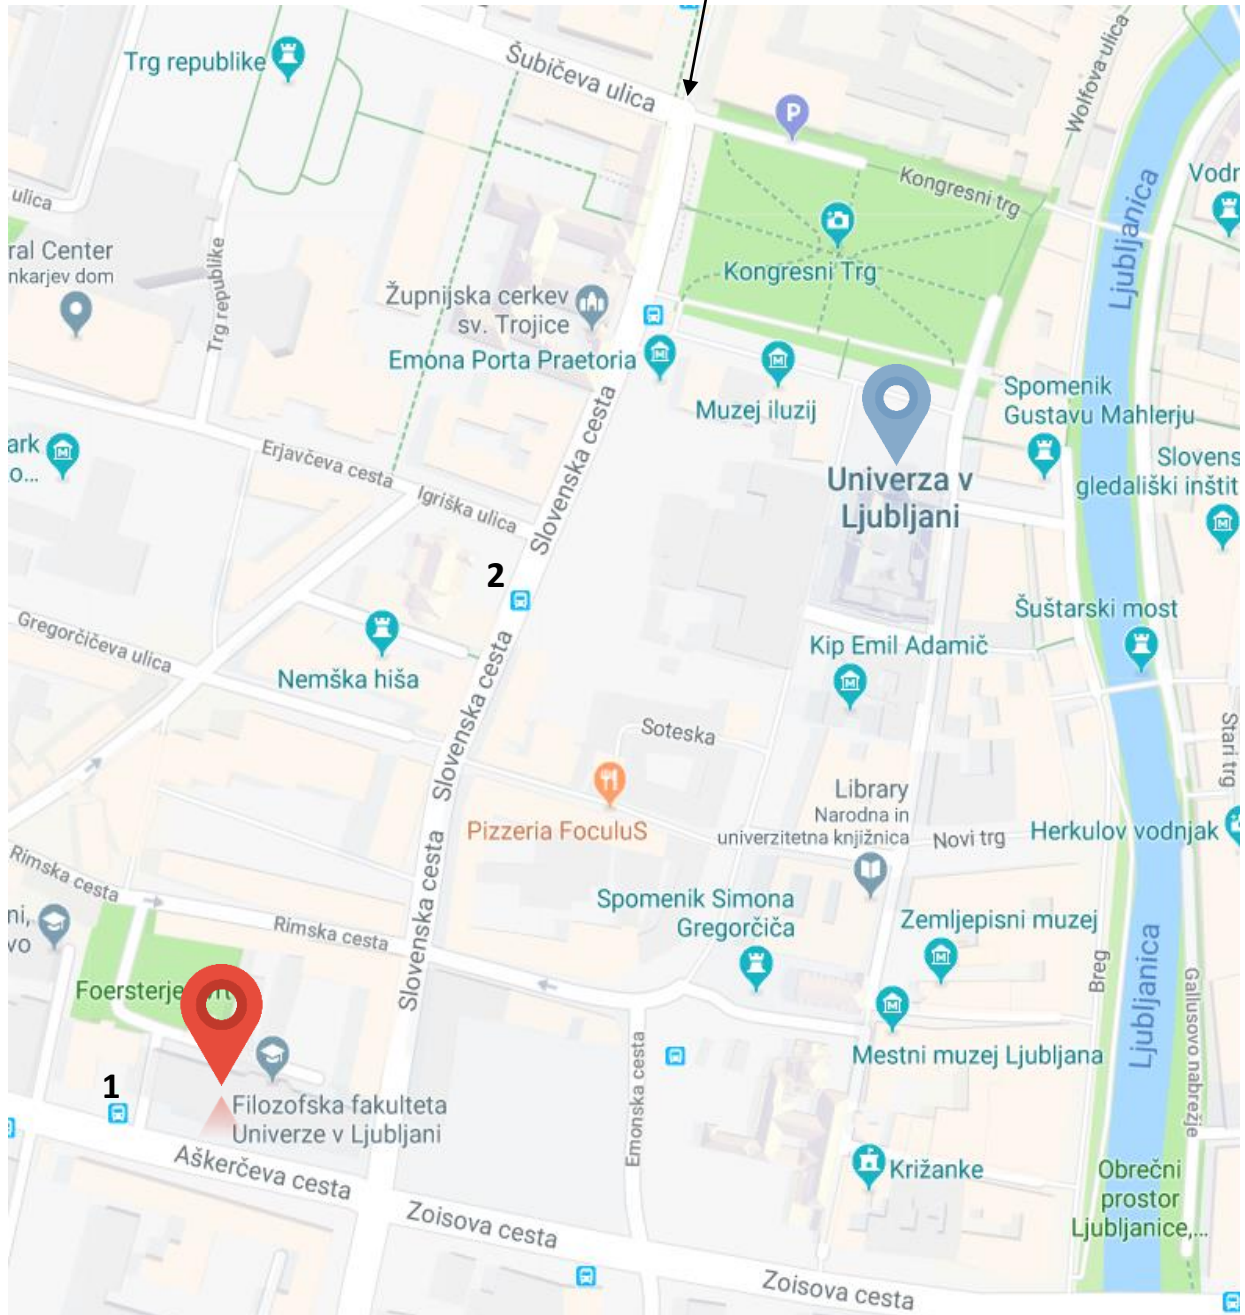 Trg republike
Šubičeva ulica
P
Wolfova ulica
Ljubljanica
Vodr
ulica
Kongresni trg
ral Center
nkarjev dom
Trg republike
Kongresni Trg
Župnijska cerkev
sv. Trojice
Emona Porta Praetoria
Muzej iluzij
Spomenik
Gustavu Mahlerju
Slovenska cesta
ark
o...
Erjavčeva cesta
Igriška ulica
Univerza v
Ljubljani
Slovens
gledališki inštit
2
Gregorčičeva ulica
Nemška hiša
Slovenska cesta
Šuštarski most
Kip Emil Adamič
Soteska
Stari trg
Library
Narodna in
univerzitetna knjižnica
Pizzeria FoculuS
Novi trg
Herkulov vodnjak
Rimska cesta
Rimska cesta
Slovenska cesta
Spomenik Simona
Gregorčiča
Zemljepisni muzej
ni,
vo
Breg
Ljubljanica
Gallusovo nabrežje
Foersterje
Mestni muzej Ljubljana
Emonska cesta
1
Filozofska fakulteta
Univerze v Ljubljani
Aškerčeva cesta
Križanke
Obrečni
prostor
Ljubljanice,...
Zoisova cesta
Zoisova cesta